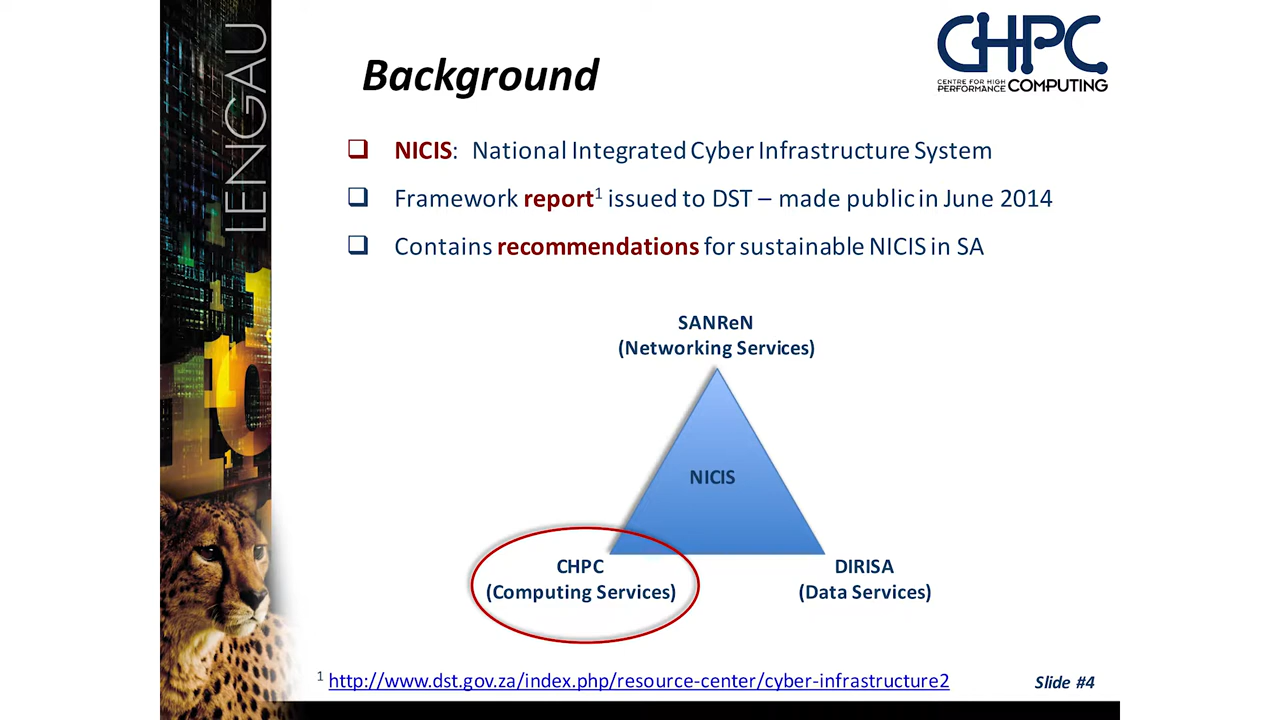 LENGAU
Background
CHPC
CENTRE FOR HIGH
PERFORMANCE COMPUTING
❑ NICIS: National Integrated Cyber Infrastructure System
❑ Framework report1 issued to DST – made public in June 2014
❑ Contains recommendations for sustainable NICIS in SA
SANReN
(Networking Services)
NICIS
CHPC
(Computing Services)
DIRISA
(Data Services)
1 http://www.dst.gov.za/index.php/resource-center/cyber-infrastructure2
Slide #4